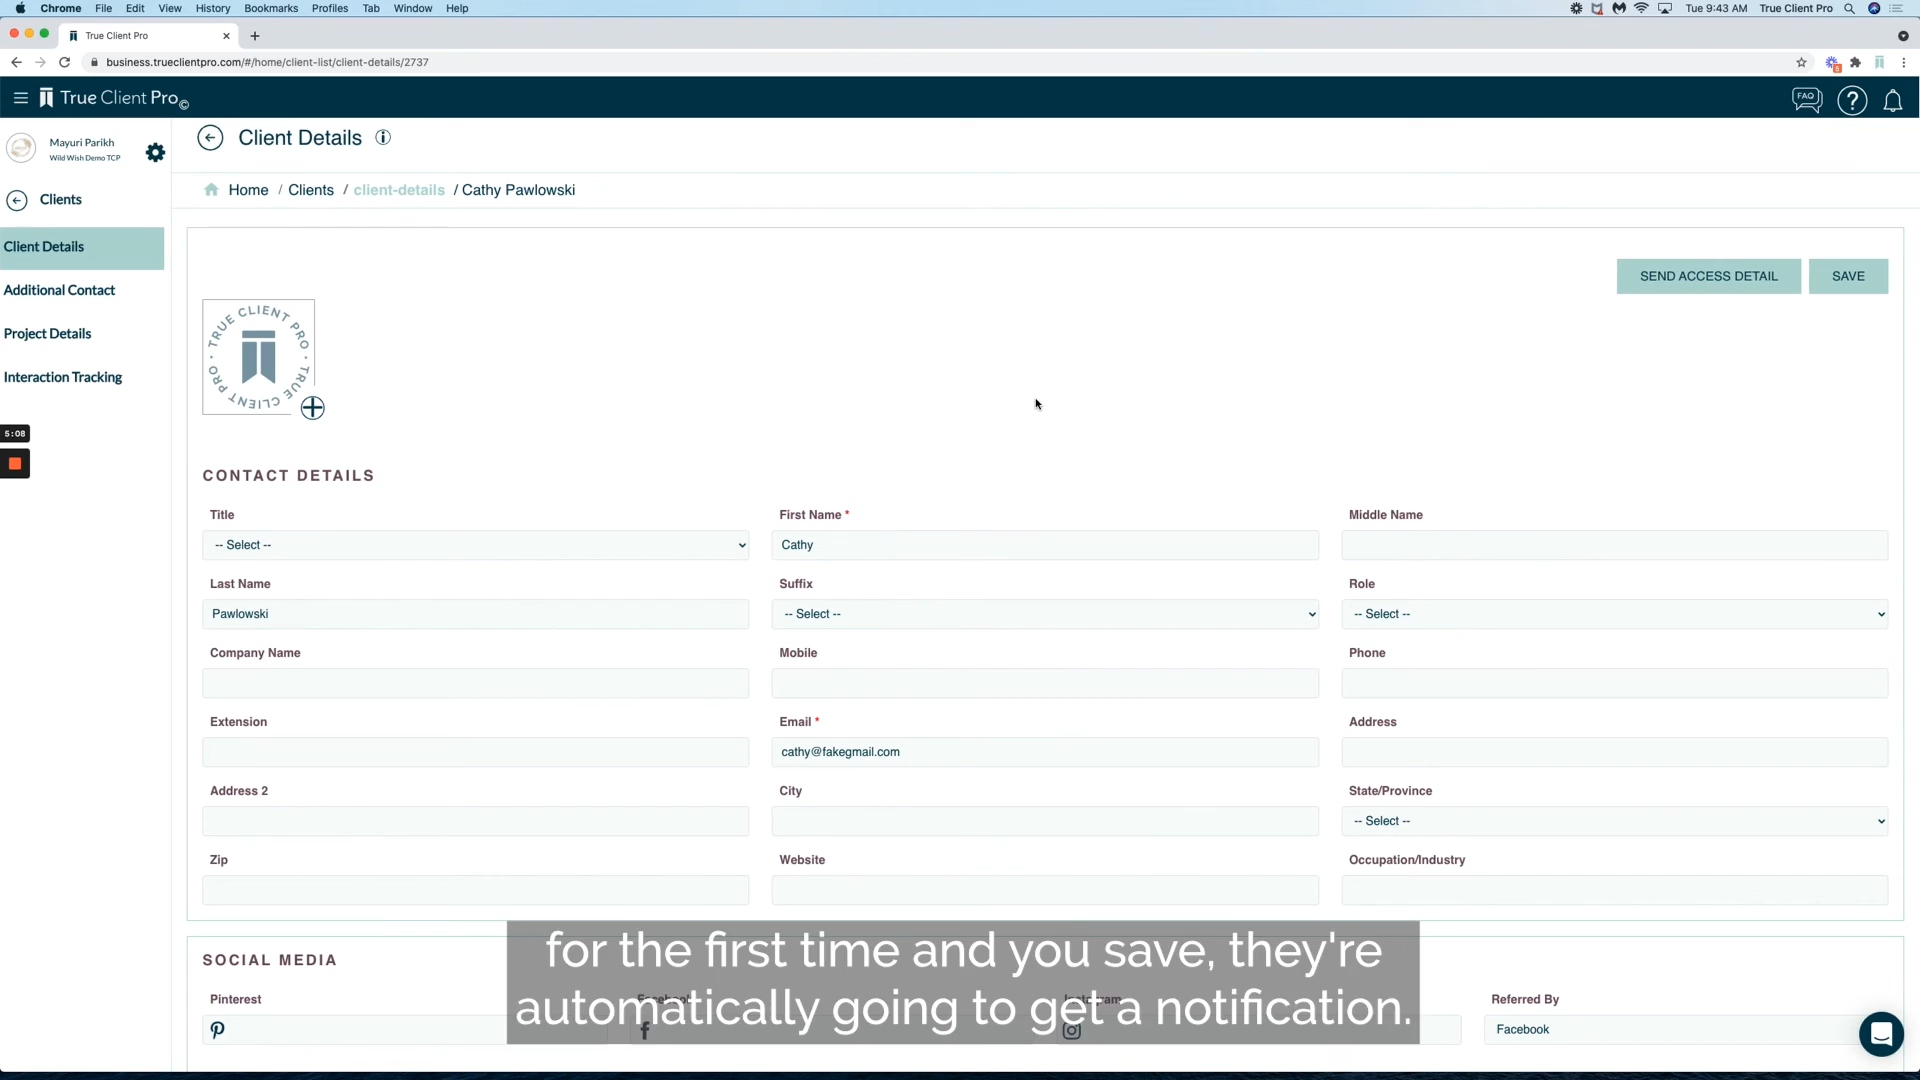 Chrome File Edit View History Bookmarks Profiles Tab Window Help
Tue 9:43 AM True Client Pro
True Client Pro
business.trueclientpro.com/#/home/client-list/client-details/2737
True Client Pro©
FAQ
Mayuri Parikh
Wild Wish Demo TCP
Client Details
Home / Clients / client-details / Cathy Pawlowski
Clients
Client Details
Additional Contact
Project Details
Interaction Tracking
5:08
SEND ACCESS DETAIL SAVE
TRUE CLIENT PRO · TRUE CLIENT PRO ·
CONTACT DETAILS
Title First Name * Middle Name
-- Select -- Cathy
Last Name Suffix Role
Pawlowski -- Select -- -- Select --
Company Name Mobile Phone
Extension Email * Address
cathy@fakegmail.com
Address 2 City State/Province
-- Select --
Zip Website Occupation/Industry
SOCIAL MEDIA
Pinterest Facebook Instagram Referred By
Facebook
for the first time and you save, they're
automatically going to get a notification.